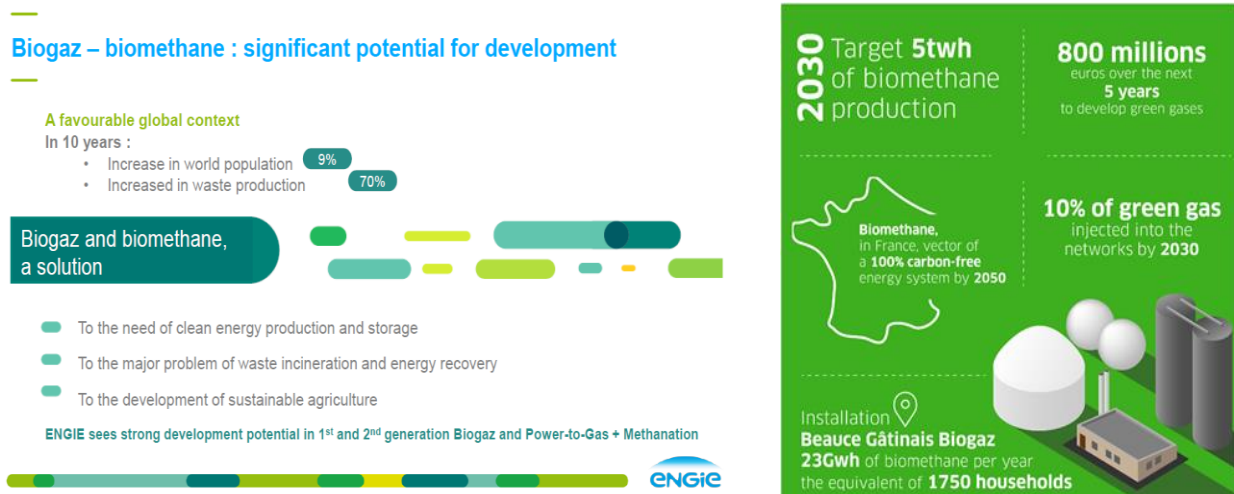 Biogaz – biomethane : significant potential for development
A favourable global context
In 10 years :
• Increase in world population 9%
• Increased in waste production 70%
Biogaz and biomethane,
a solution
To the need of clean energy production and storage
To the major problem of waste incineration and energy recovery
To the development of sustainable agriculture
ENGIE sees strong development potential in 1st and 2nd generation Biogaz and Power-to-Gas + Methanation
ENGIE
2030
Target 5twh
of biomethane
production
800 millions
euros over the next
5 years
to develop green gases
Biomethane,
in France, vector of
a 100% carbon-free
energy system by 2050
10% of green gas
injected into the
networks by 2030
Installation
Beauce Gâtinais Biogaz
23Gwh of biomethane per year
the equivalent of 1750 households